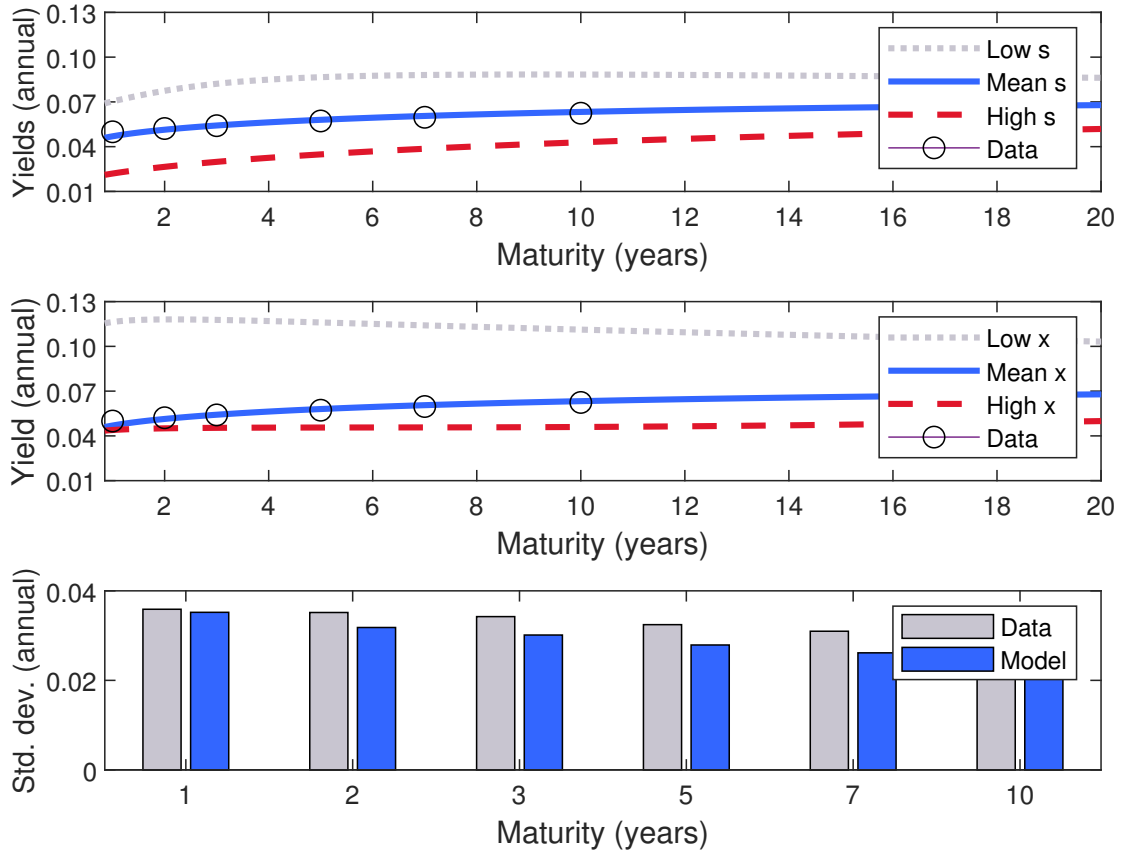 Yields (annual)
0.13
0.10
0.07
0.04
0.01
Low s
Mean s
High s
Data
2 4 6 8 10 12 14 16 18 20
Maturity (years)
Yield (annual)
0.13
0.10
0.07
0.04
0.01
Low x
Mean x
High x
Data
2 4 6 8 10 12 14 16 18 20
Maturity (years)
Std. dev. (annual)
0.04
0.02
0
Data
Model
1 2 3 5 7 10
Maturity (years)